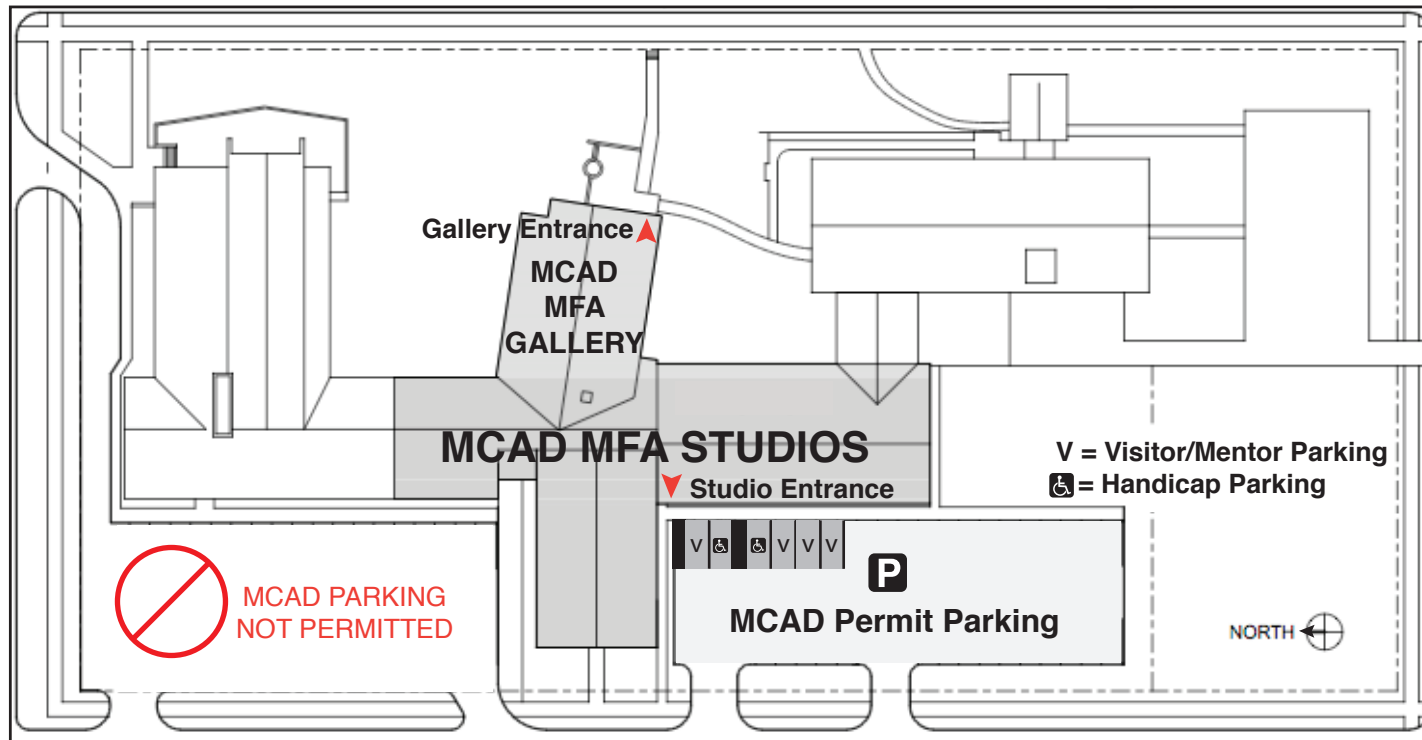 Gallery Entrance
MCAD
MFA
GALLERY
MCAD MFA STUDIOS
Studio Entrance
V = Visitor/Mentor Parking
= Handicap Parking
V V V V
P
MCAD Permit Parking
MCAD PARKING
NOT PERMITTED
NORTH